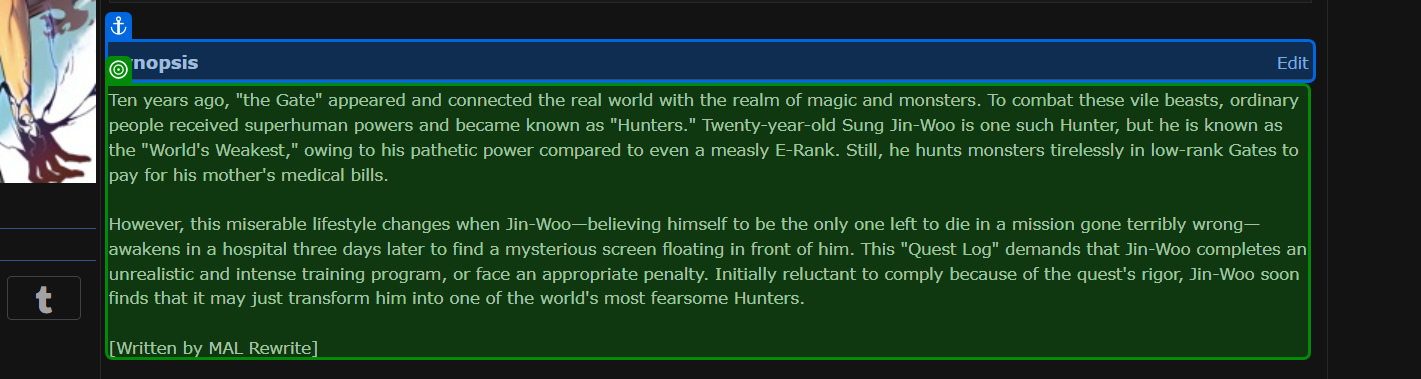 ynopsis
Edit
Ten years ago, "the Gate" appeared and connected the real world with the realm of magic and monsters. To combat these vile beasts, ordinary
people received superhuman powers and became known as "Hunters." Twenty-year-old Sung Jin-Woo is one such Hunter, but he is known as
the "World's Weakest," owing to his pathetic power compared to even a measly E-Rank. Still, he hunts monsters tirelessly in low-rank Gates to
pay for his mother's medical bills.
However, this miserable lifestyle changes when Jin-Woo—believing himself to be the only one left to die in a mission gone terribly wrong—
awakens in a hospital three days later to find a mysterious screen floating in front of him. This "Quest Log" demands that Jin-Woo completes an
unrealistic and intense training program, or face an appropriate penalty. Initially reluctant to comply because of the quest's rigor, Jin-Woo soon
finds that it may just transform him into one of the world's most fearsome Hunters.
[Written by MAL Rewrite]
t